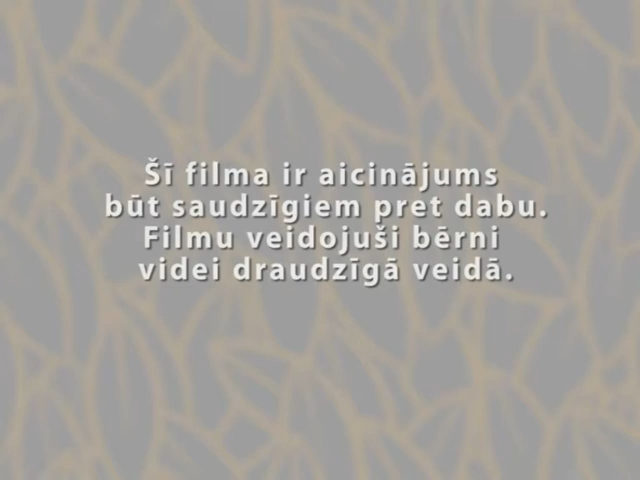 Šī filma ir aicinājums
būt saudzīgiem pret dabu.
Filmu veidojuši bērni
videi draudzīgā veidā.